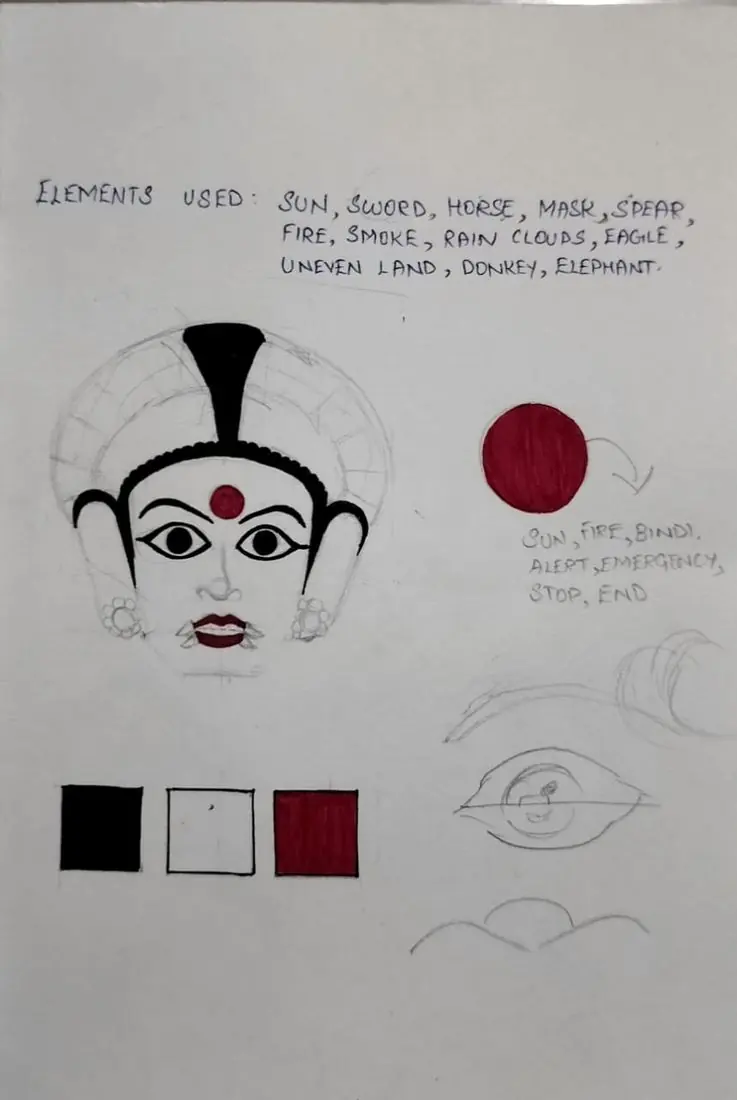 ELEMENTS USED: SUN, SWORD, HORSE, MASK, SPEAR,
FIRE, SMOKE, RAIN CLOUDS, EAGLE,
UNEVEN LAND, DONKEY, ELEPHANT.
SUN, FIRE, BINDI,
ALERT, EMERGENCY,
STOP, END